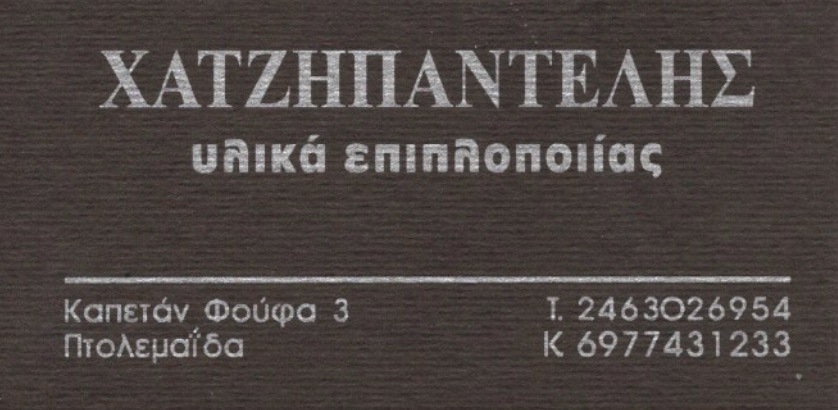 ΧΑΤΖΗΠΑΝΤΕΛΗΣ
υλικά επιπλοποιίας
Καπετάν Φούφα 3
Τ. 2463026954
Πτολεμαΐδα
Κ 6977431233